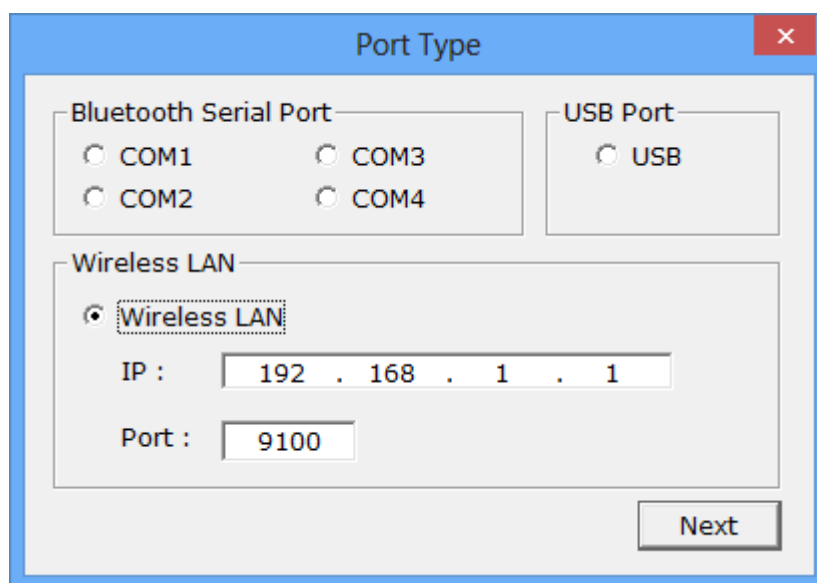 Port Type
Bluetooth Serial Port
COM1 COM3
COM2 COM4
USB Port
USB
Wireless LAN
Wireless LAN
IP : 192 . 168 . 1 . 1
Port : 9100
Next